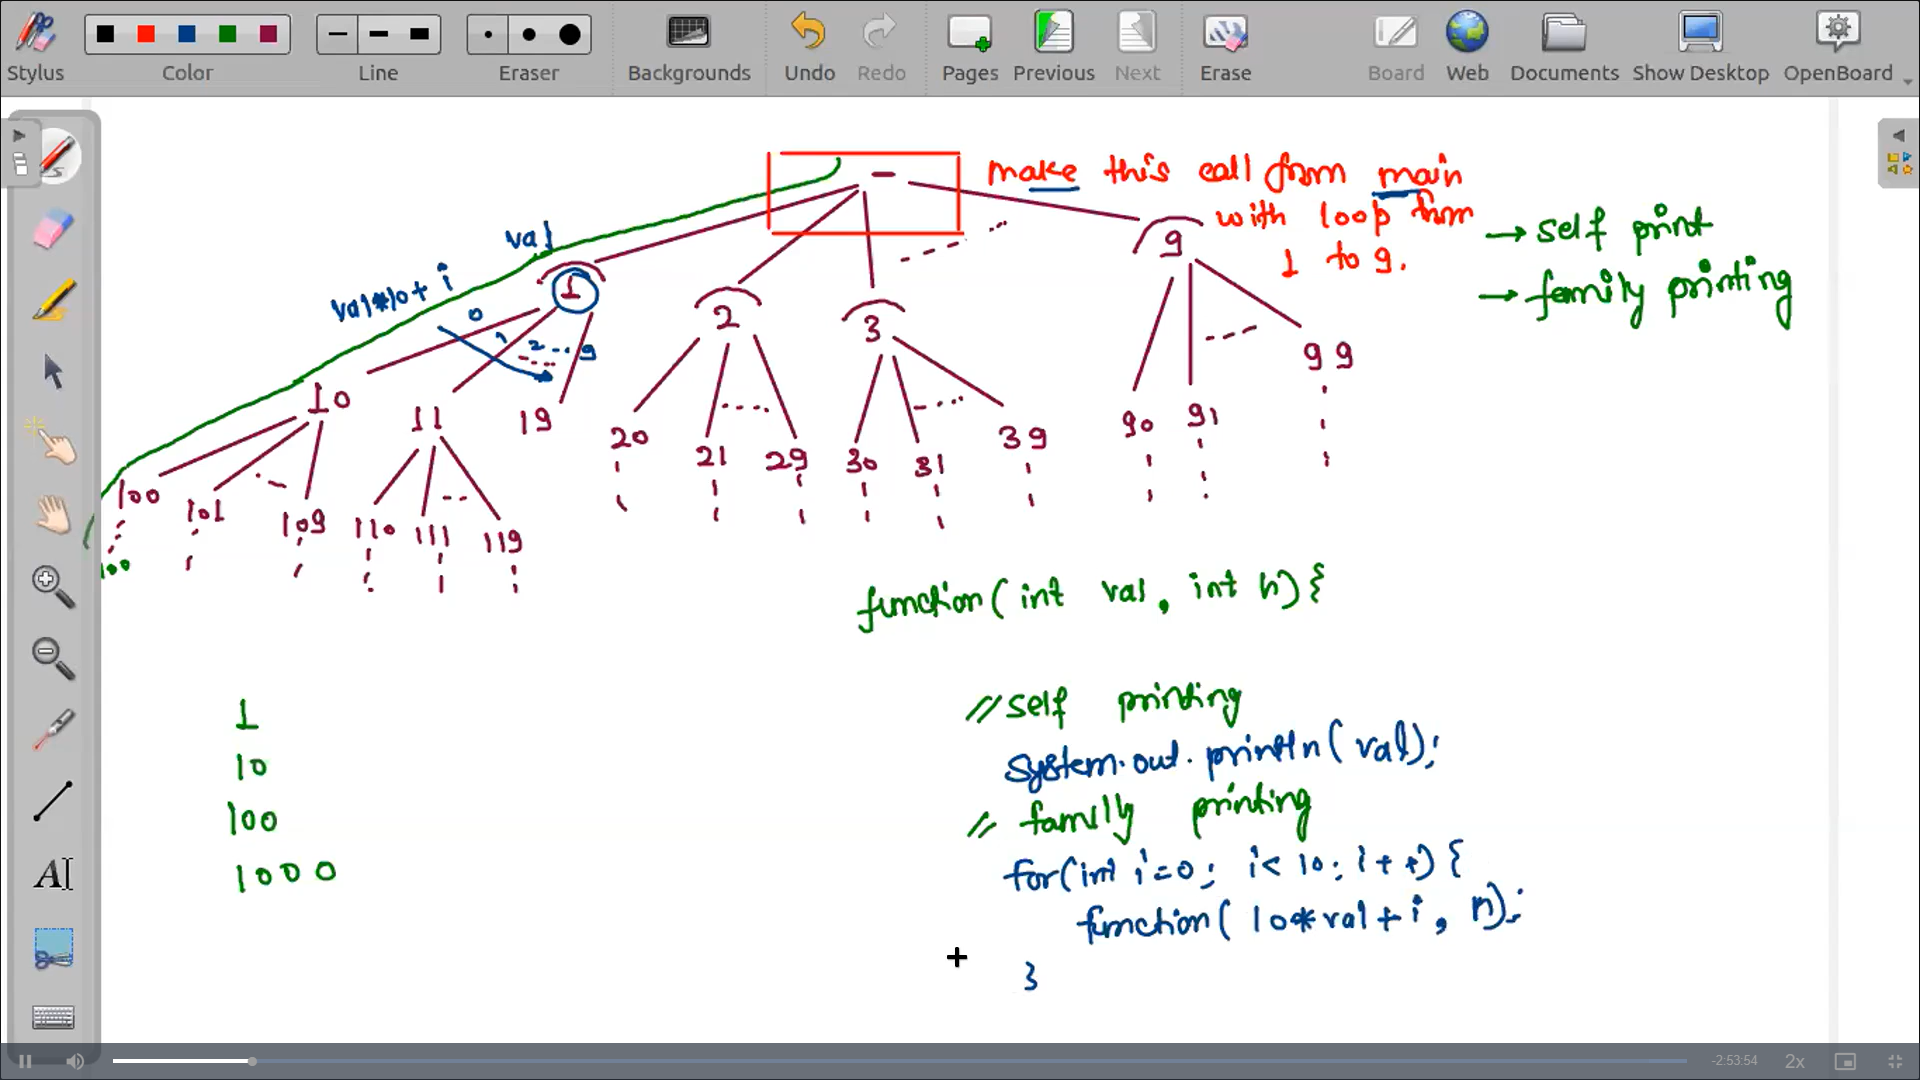 Stylus Color Line Eraser Backgrounds Undo Redo Pages Previous Next Erase Board Web Documents Show Desktop OpenBoard
make this call from main
with loop from
1 to 9.
→ self print
→ family printing
val
val*10+ i
0 1 2 ... 9
-
1 2 3 9
10 11 19 20 21 29 30 31 39 90 91 99
100 101 109 110 111 119
100
function( int val, int n) {
// self printing
System.out.println( val);
// family printing
for(int i=0; i< 10; i++) {
function( 10*val+i, n);
}
1
10
100
1000
-2:53:54 2x